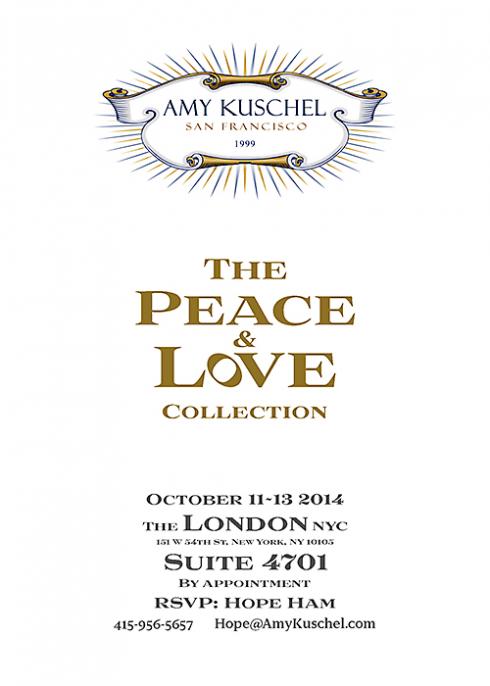 AMY KUSCHEL
SAN FRANCISCO
1999
THE
PEACE
&
LOVE
COLLECTION
OCTOBER 11-13 2014
THE LONDON NYC
151 W 54TH ST, NEW YORK, NY 10105
SUITE 4701
BY APPOINTMENT
RSVP: HOPE HAM
415-956-5657 Hope@AmyKuschel.com